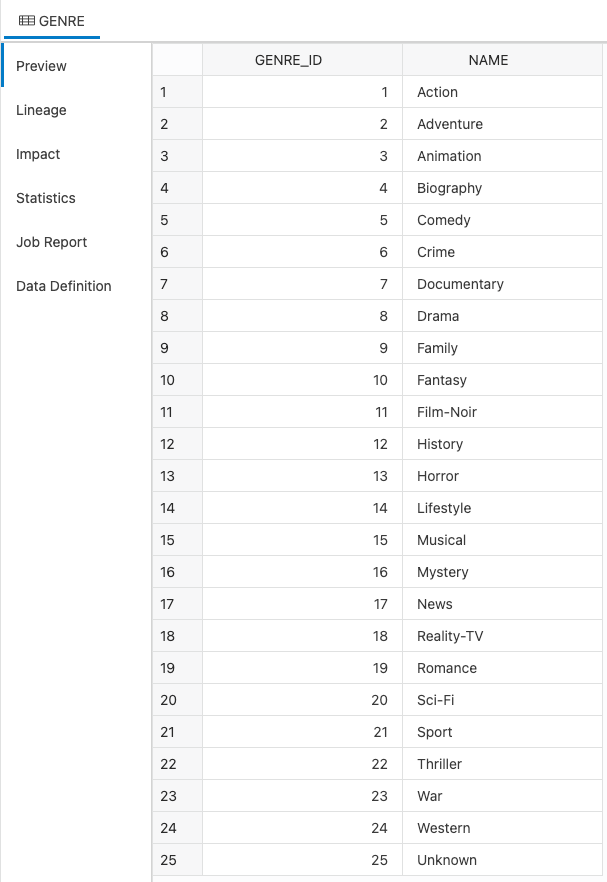 GENRE
Preview
Lineage
Impact
Statistics
Job Report
Data Definition
GENRE_ID NAME
1 1 Action
2 2 Adventure
3 3 Animation
4 4 Biography
5 5 Comedy
6 6 Crime
7 7 Documentary
8 8 Drama
9 9 Family
10 10 Fantasy
11 11 Film-Noir
12 12 History
13 13 Horror
14 14 Lifestyle
15 15 Musical
16 16 Mystery
17 17 News
18 18 Reality-TV
19 19 Romance
20 20 Sci-Fi
21 21 Sport
22 22 Thriller
23 23 War
24 24 Western
25 25 Unknown